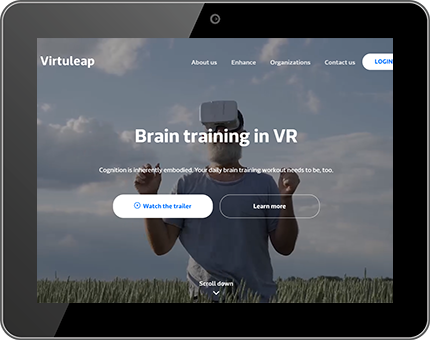 Virtuleap
About us Enhance Organizations Contact us LOGIN
Brain training in VR
Cognition is inherently embodied. Your daily brain training workout needs to be, too.
Watch the trailer Learn more
Scroll down